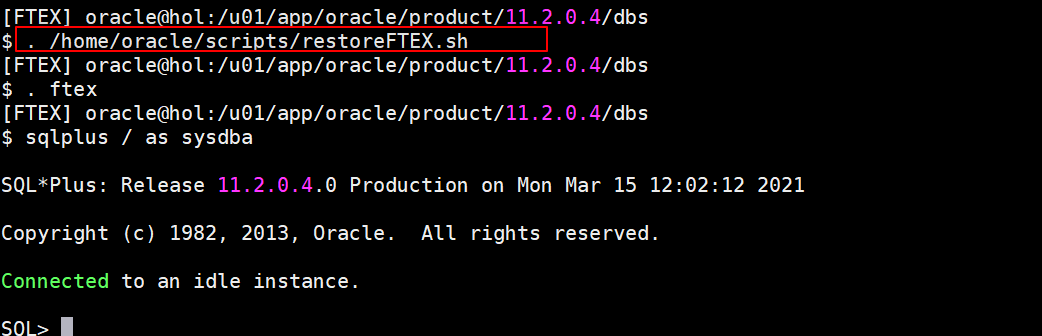 [FTEX] oracle@hol:/u01/app/oracle/product/11.2.0.4/dbs
$ . /home/oracle/scripts/restoreFTEX.sh
[FTEX] oracle@hol:/u01/app/oracle/product/11.2.0.4/dbs
$ . ftex
[FTEX] oracle@hol:/u01/app/oracle/product/11.2.0.4/dbs
$ sqlplus / as sysdba
SQL*Plus: Release 11.2.0.4.0 Production on Mon Mar 15 12:02:12 2021
Copyright (c) 1982, 2013, Oracle.  All rights reserved.
Connected to an idle instance.
SQL>